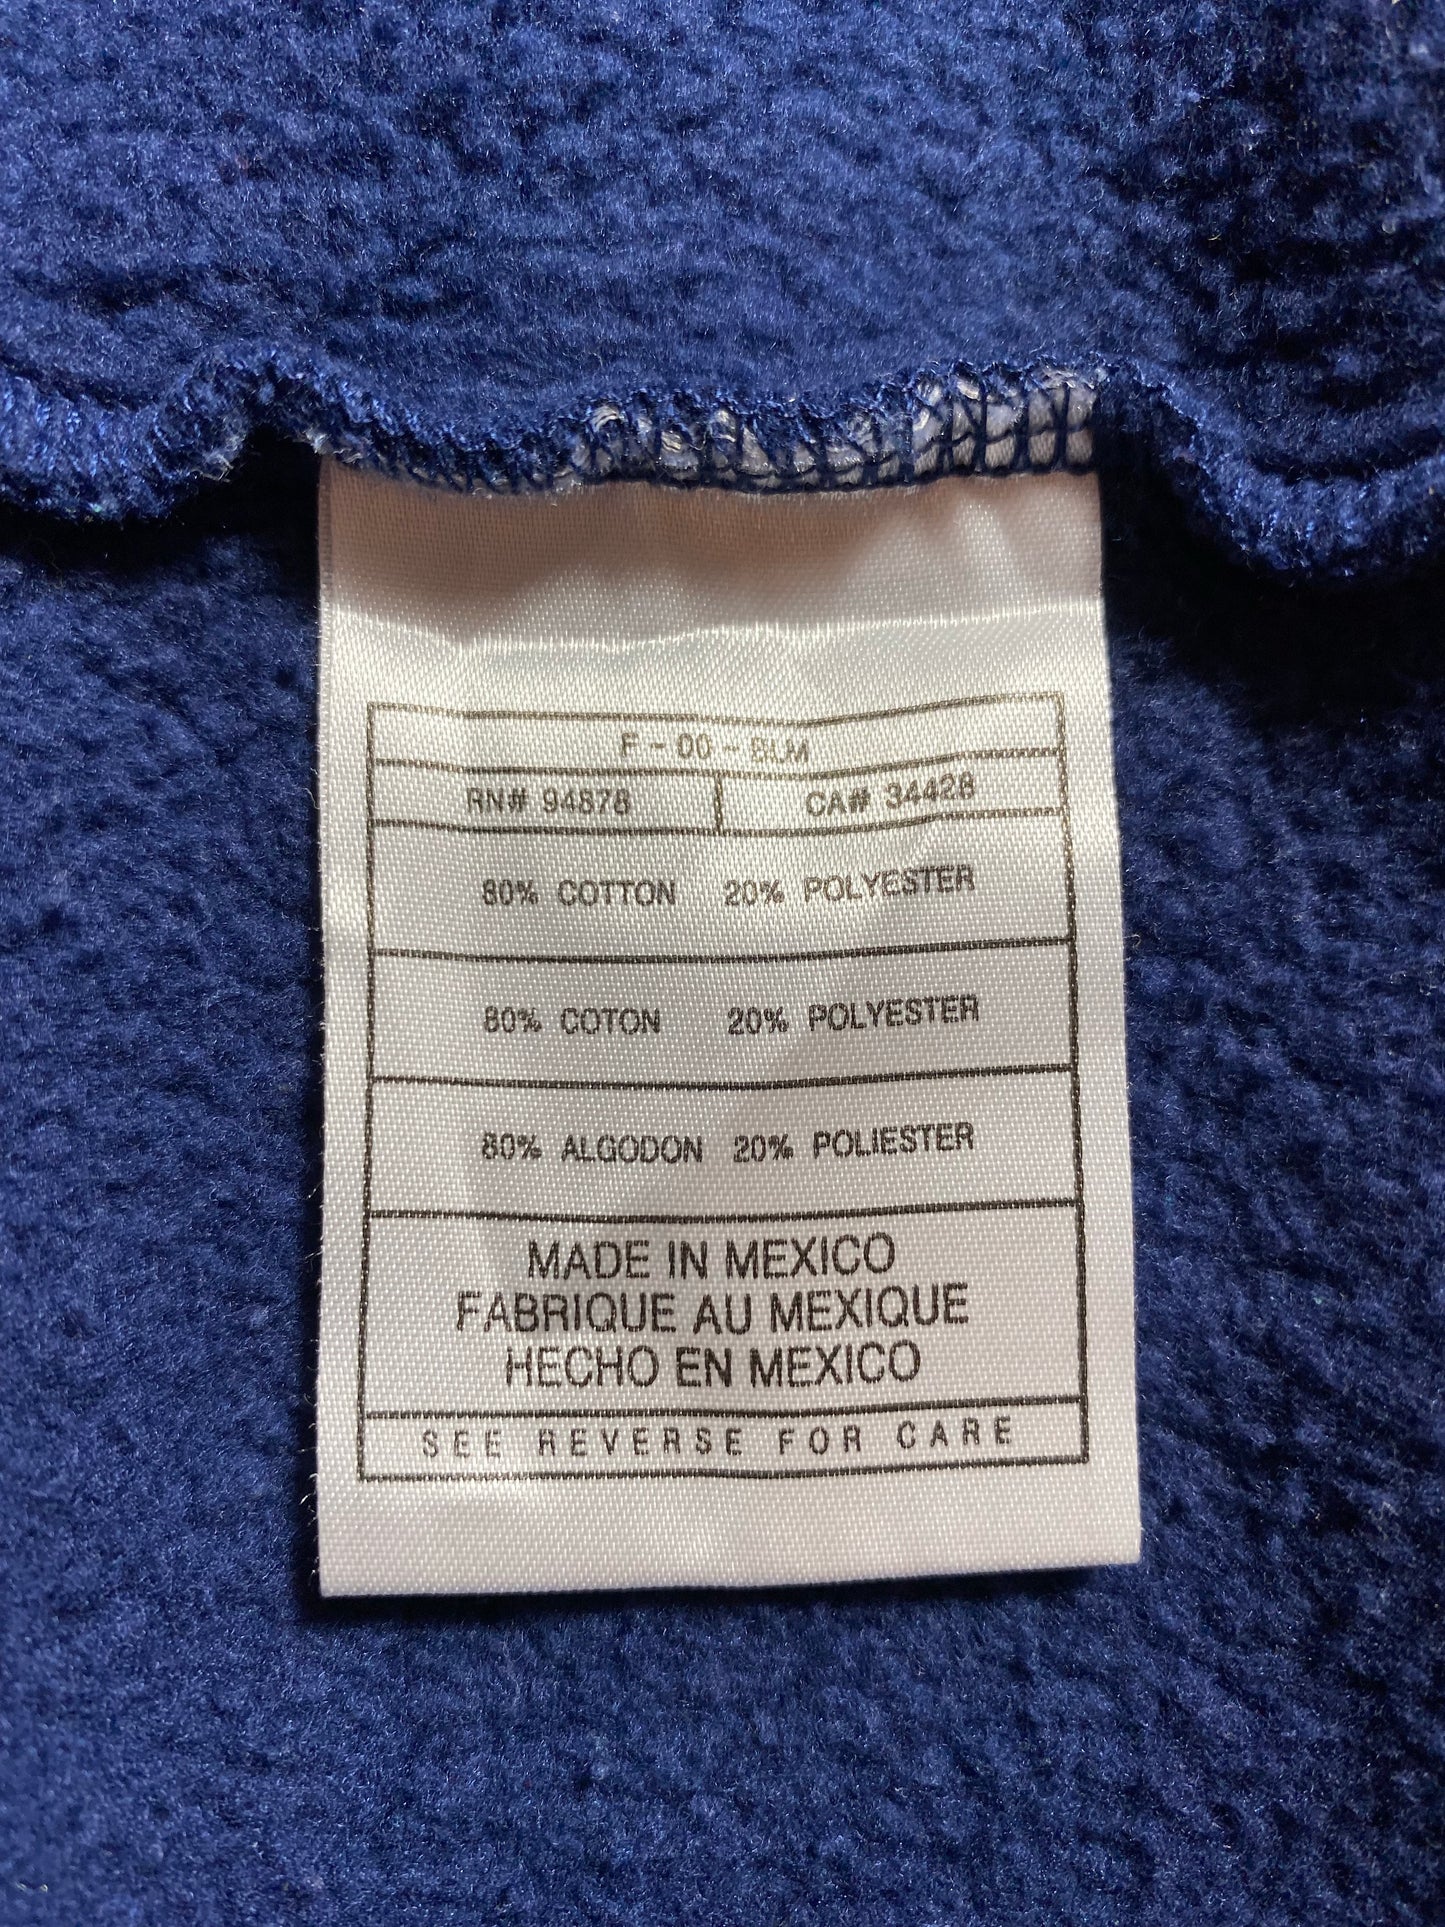 F - 00 - BLM
RN# 94878 CA# 34428
80% COTTON 20% POLYESTER
80% COTON 20% POLYESTER
80% ALGODON 20% POLIESTER
MADE IN MEXICO
FABRIQUE AU MEXIQUE
HECHO EN MEXICO
SEE REVERSE FOR CARE